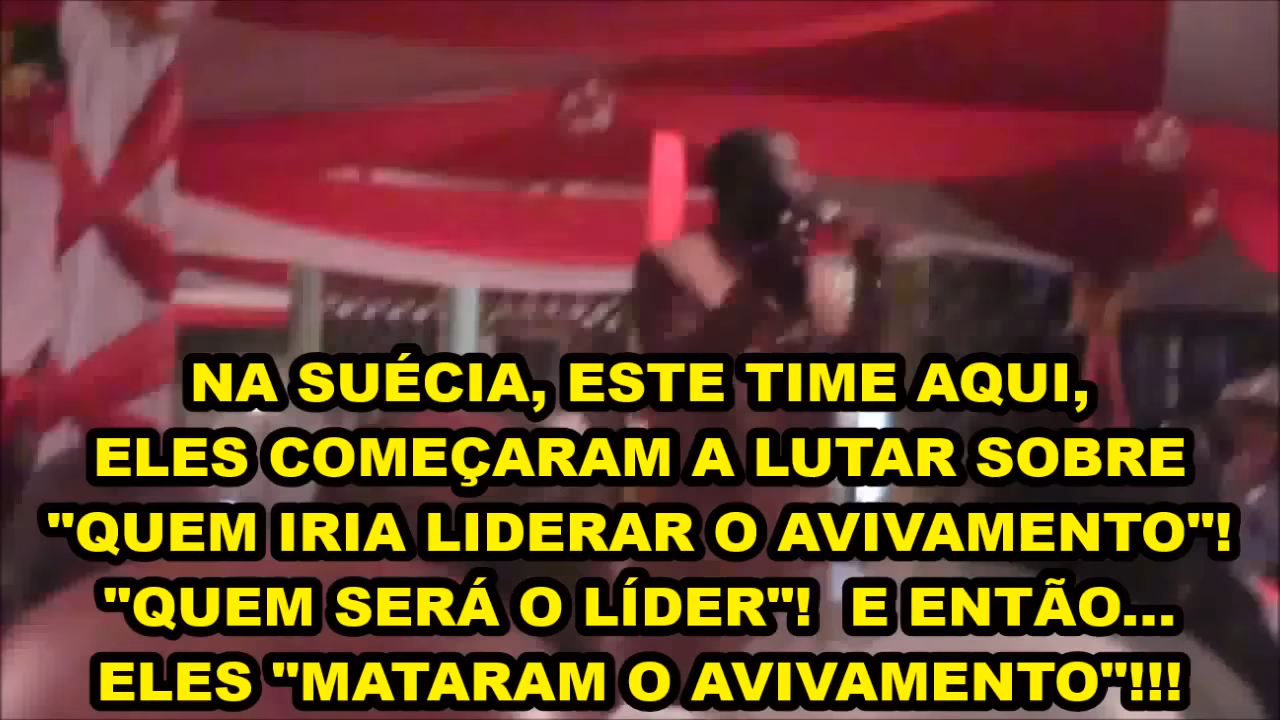 NA SUÉCIA, ESTE TIME AQUI,
ELES COMEÇARAM A LUTAR SOBRE
"QUEM IRIA LIDERAR O AVIVAMENTO"!
"QUEM SERÁ O LÍDER"! E ENTÃO...
ELES "MATARAM O AVIVAMENTO"!!!